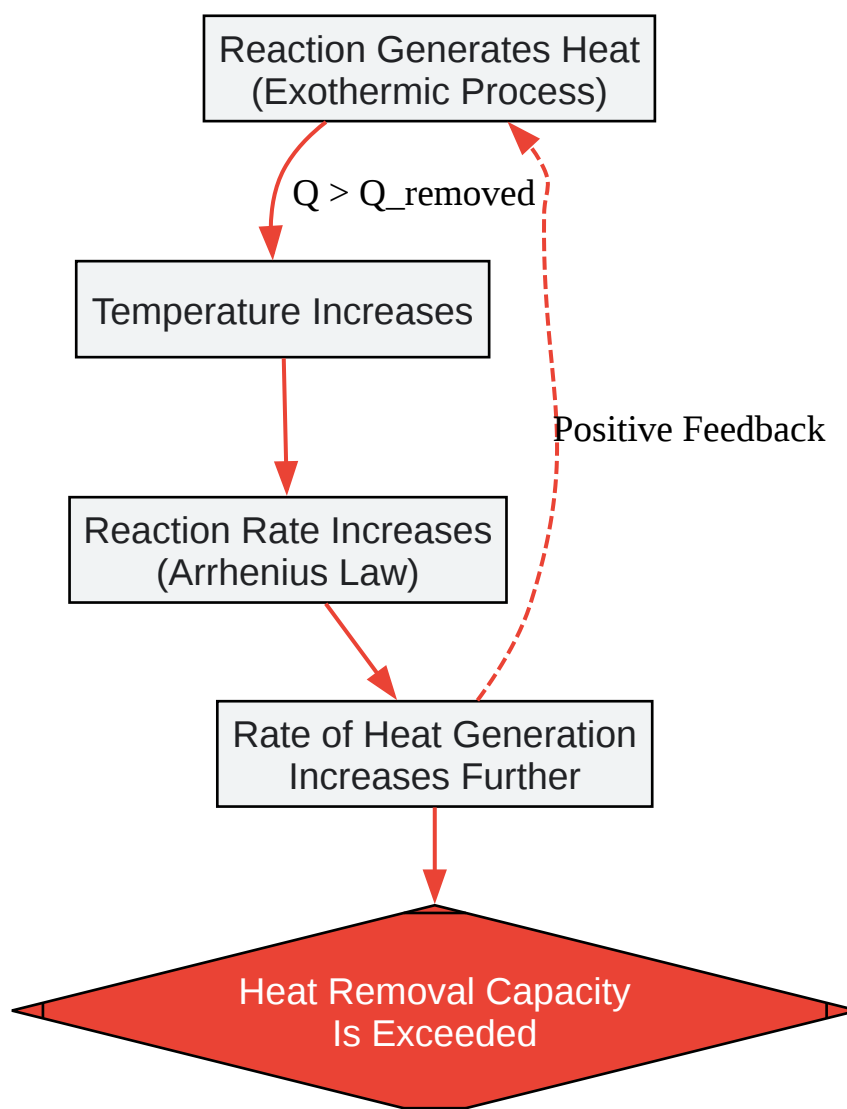 Reaction Generates Heat
(Exothermic Process)
Q > Q_removed
Temperature Increases
Positive Feedback
Reaction Rate Increases
(Arrhenius Law)
Rate of Heat Generation
Increases Further
Heat Removal Capacity
Is Exceeded